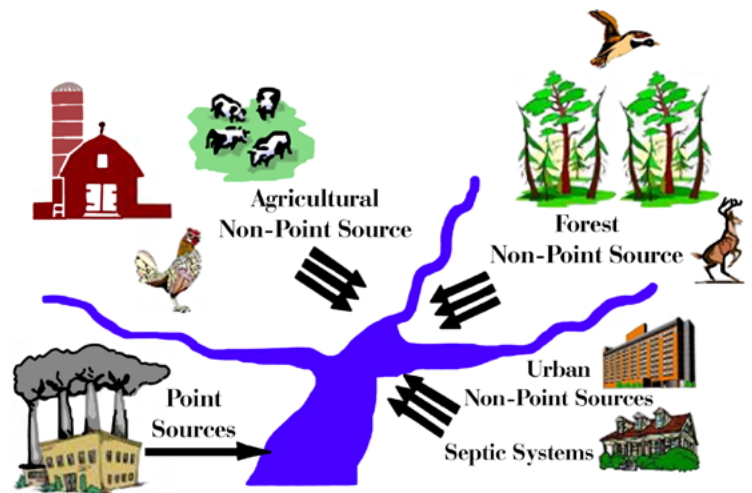 Agricultural
Non-Point Source
Forest
Non-Point Source
Point
Sources
Urban
Non-Point Sources
Septic Systems